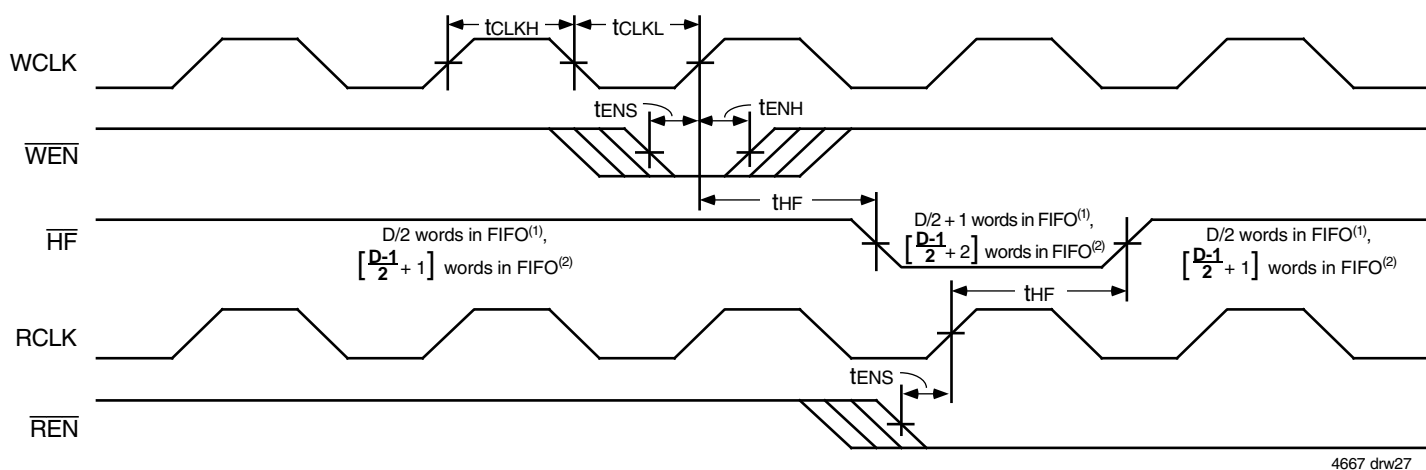 tCLKH
tCLKL
WCLK
tENS
tENH
WEN
tHF
HF
D/2 words in FIFO(1),
[D-1/2 + 1] words in FIFO(2)
D/2 + 1 words in FIFO(1),
[D-1/2 + 2] words in FIFO(2)
D/2 words in FIFO(1),
[D-1/2 + 1] words in FIFO(2)
tHF
RCLK
tENS
REN
4667 drw27